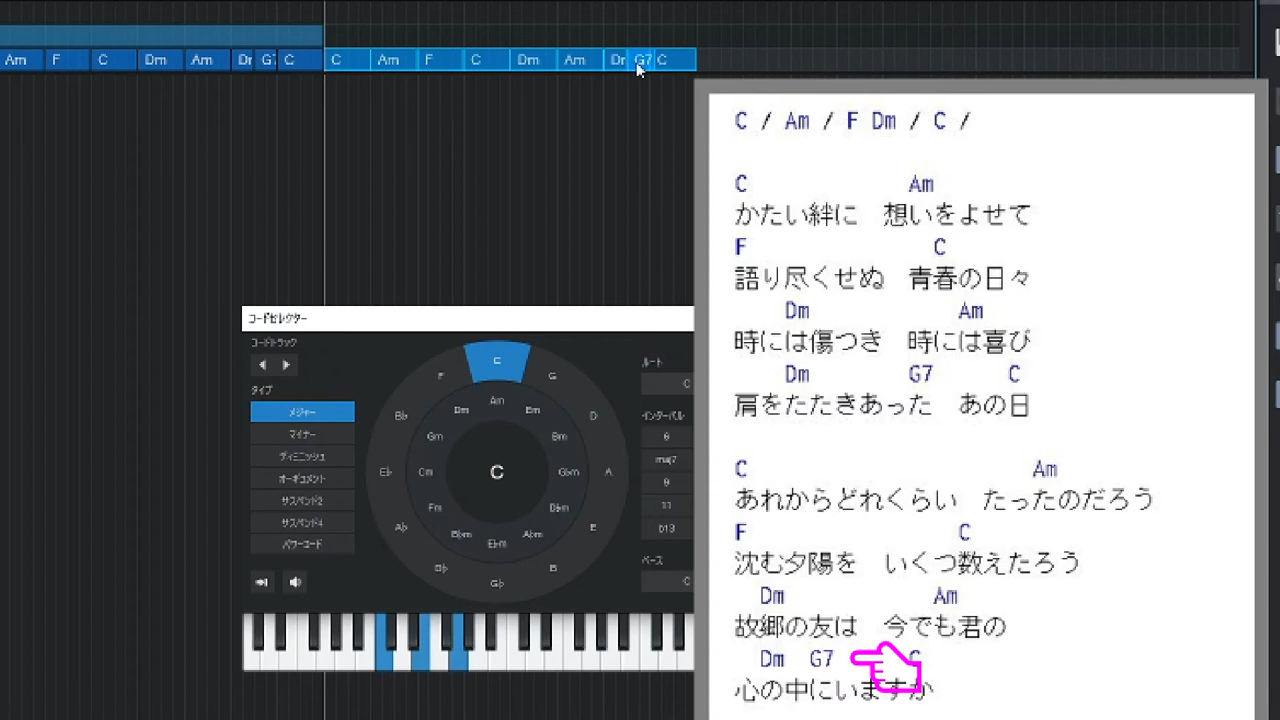 Am F C Dm Am Dr G7 C C Am F C Dm Am Dr G7 C
C / Am / F Dm / C /
C Am
かたい絆に 想いをよせて
F C
語り尽くせぬ 青春の日々
Dm Am
時には傷つき 時には喜び
Dm G7 C
肩をたたきあった あの日
C Am
あれからどれくらい たったのだろう
F C
沈む夕陽を いくつ数えたろう
Dm Am
故郷の友は 今でも君の
Dm G7 C
心の中にいますか
コードセレクター
コードトラック
タイプ
メジャー
マイナー
ディミニッシュ
オーギュメント
サスペンド2
サスペンド4
パワーコード
C
F G
B♭ D
E♭ A
A♭ E
D♭ B
G♭
Am
Dm Em
Gm Bm
Cm G♭m
Fm D♭m
B♭m A♭m
E♭m
C
ルート
C
インターバル
6
maj7
9
11
b13
ベース
C